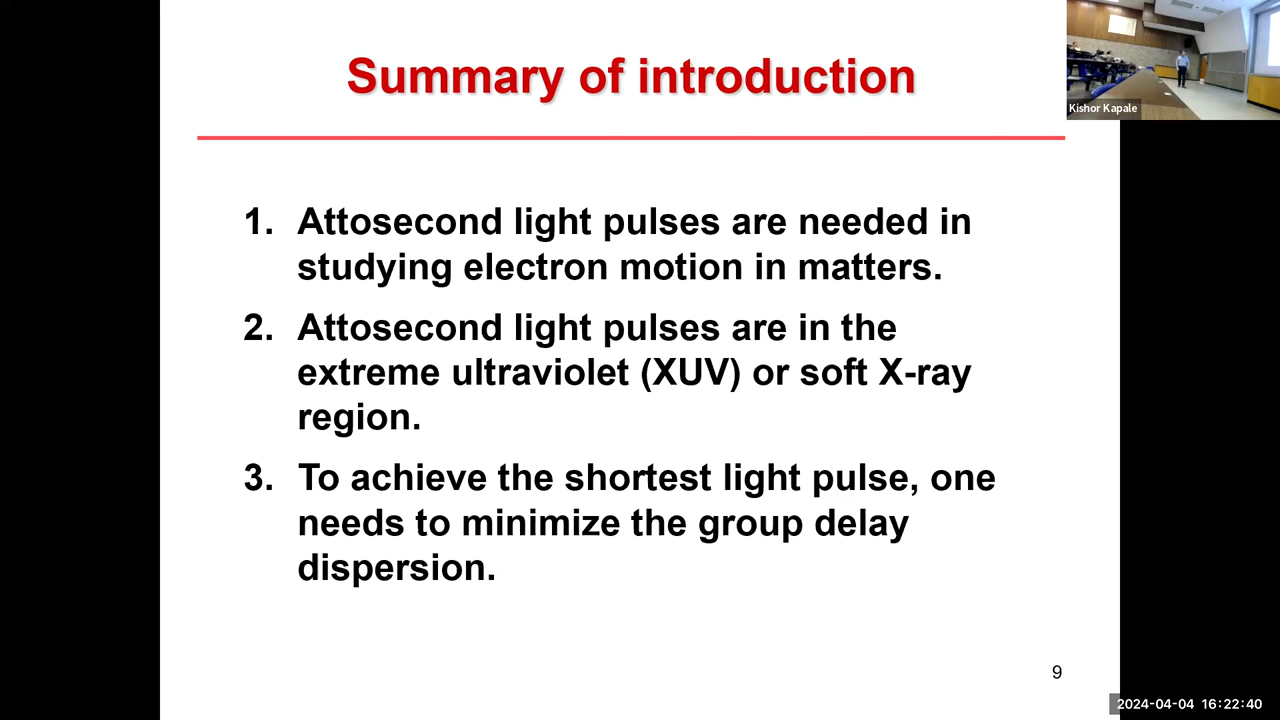 Summary of introduction
Kishor Kapale
1. Attosecond light pulses are needed in
studying electron motion in matters.
2. Attosecond light pulses are in the
extreme ultraviolet (XUV) or soft X-ray
region.
3. To achieve the shortest light pulse, one
needs to minimize the group delay
dispersion.
9
2024-04-04 16:22:40